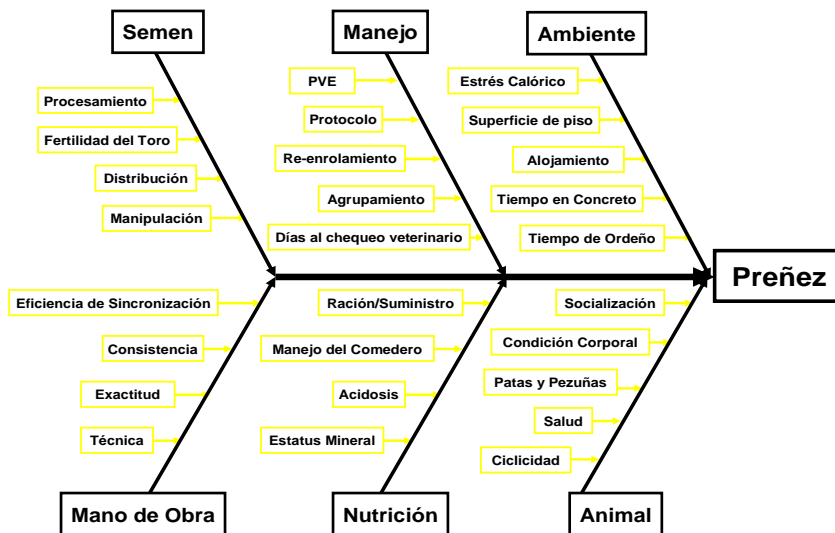 Semen
Manejo
Ambiente
Procesamiento
Fertilidad del Toro
Distribución
Manipulación
PVE
Protocolo
Re-enrolamiento
Agrupamiento
Días al chequeo veterinario
Estrés Calórico
Superficie de piso
Alojamiento
Tiempo en Concreto
Tiempo de Ordeño
Preñez
Eficiencia de Sincronización
Consistencia
Exactitud
Técnica
Ración/Suministro
Manejo del Comedero
Acidosis
Estatus Mineral
Socialización
Condición Corporal
Patas y Pezuñas
Salud
Ciclicidad
Mano de Obra
Nutrición
Animal